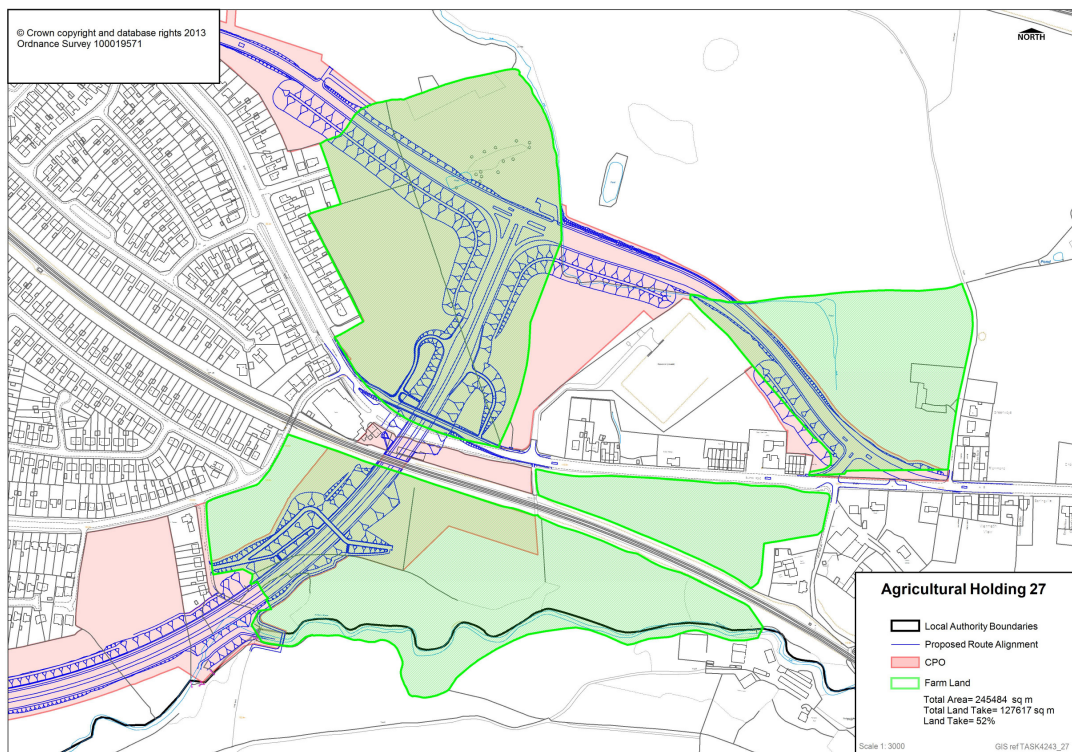 © Crown copyright and database rights 2013
Ordnance Survey 100019571
NORTH
Agricultural Holding 27
Local Authority Boundaries
Proposed Route Alignment
CPO
Farm Land
Total Area= 245484 sq m
Total Land Take= 127617 sq m
Land Take= 52%
Scale 1: 3000
GIS ref TASK4243_27